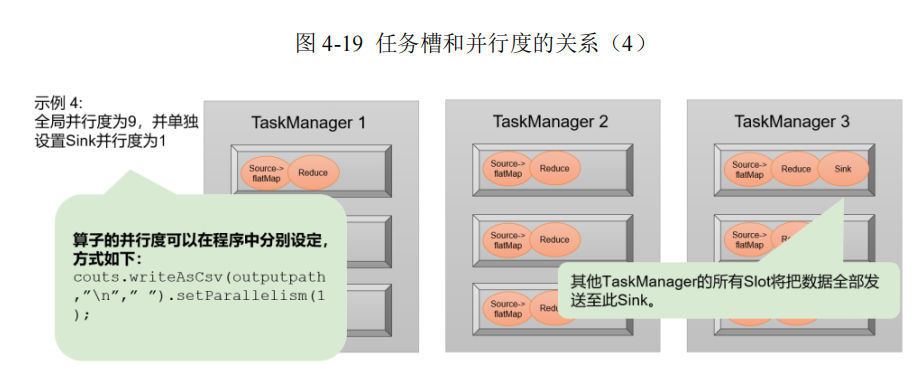 图 4-19 任务槽和并行度的关系（4）
示例 4:
全局并行度为9，并单独
设置Sink并行度为1
TaskManager 1
Source->
flatMap
Reduce
算子的并行度可以在程序中分别设定，
方式如下：
couts.writeAsCsv(outputpath
,”\n”,” ”).setParallelism(1
);
TaskManager 2
Source->
flatMap
Reduce
Source->
flatMap
Reduce
Source->
flatMap
TaskManager 3
Source->
flatMap
Reduce
Sink
Source->
flatMap
其他TaskManager的所有Slot将把数据全部发
送至此Sink。